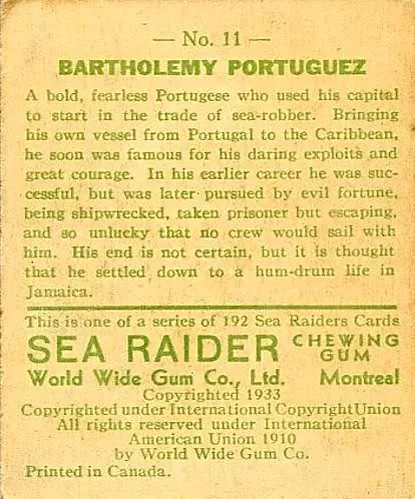 — No. 11 —
BARTHOLEMY PORTUGUEZ
A bold, fearless Portugese who used his capital
to start in the trade of sea-robber. Bringing
his own vessel from Portugal to the Caribbean,
he soon was famous for his daring exploits and
great courage. In his earlier career he was suc-
cessful, but was later pursued by evil fortune,
being shipwrecked, taken prisoner but escaping,
and so unlucky that no crew would sail with
him. His end is not certain, but it is thought
that he settled down to a hum-drum life in
Jamaica.
This is one of a series of 192 Sea Raiders Cards
SEA RAIDER CHEWING GUM
World Wide Gum Co., Ltd. Montreal
Copyrighted 1933
Copyrighted under International Copyright Union
All rights reserved under International
American Union 1910
by World Wide Gum Co.
Printed in Canada.